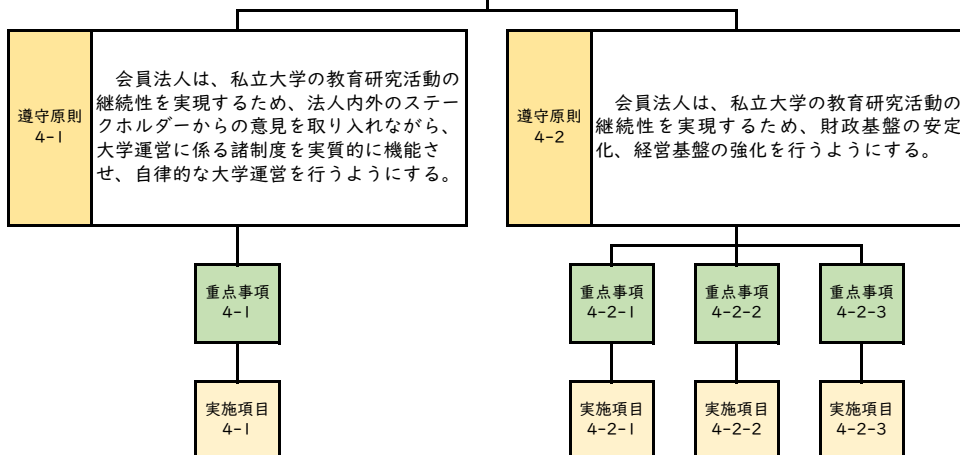 遵守原則
4-1
　会員法人は、私立大学の教育研究活動の
継続性を実現するため、法人内外のステー
クホルダーからの意見を取り入れながら、
大学運営に係る諸制度を実質的に機能さ
せ、自律的な大学運営を行うようにする。
遵守原則
4-2
　会員法人は、私立大学の教育研究活動の
継続性を実現するため、財政基盤の安定
化、経営基盤の強化を行うようにする。
重点事項
4-1
重点事項
4-2-1
重点事項
4-2-2
重点事項
4-2-3
実施項目
4-1
実施項目
4-2-1
実施項目
4-2-2
実施項目
4-2-3